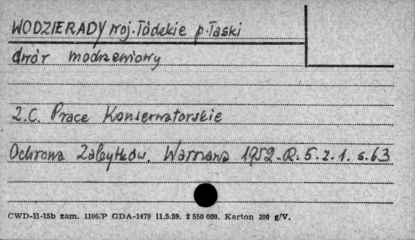 WODZIERADY woj. Łódzkie p. Łaski
dwór modrzewiowy
2.C. Prace Konserwatorskie
Ochrona Zabytków. Warszawa 1952. R. 5. z. 1. s. 63
CWD-II-15b zam. 1106/P GDA-1479 11.5.59. 2 550 000. Karton 200 g/V.